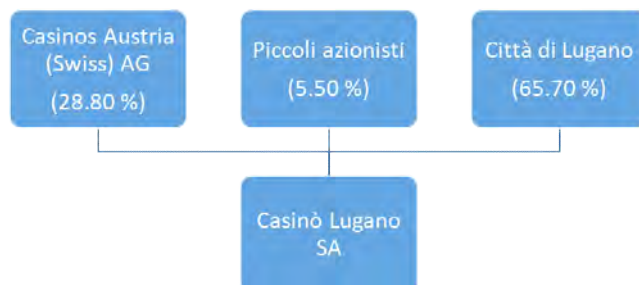 Casinos Austria
(Swiss) AG
(28.80 %)
Piccoli azionisti
(5.50 %)
Città di Lugano
(65.70 %)
Casinò Lugano
SA